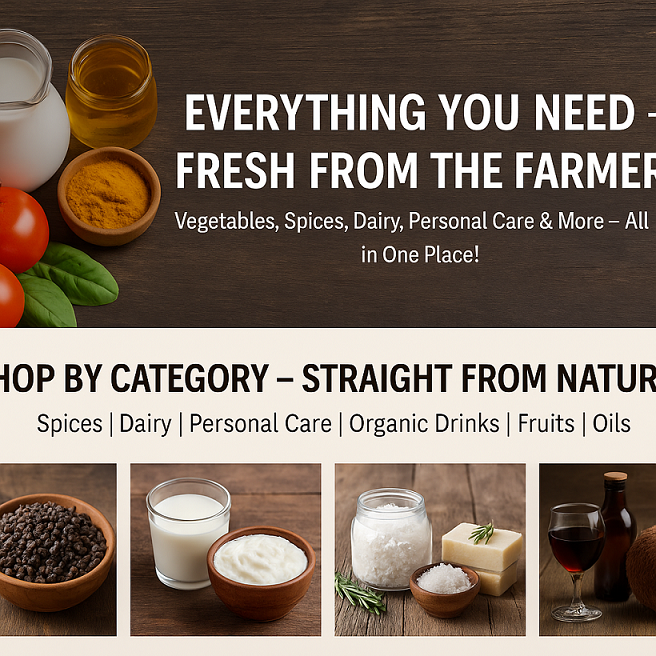 EVERYTHING YOU NEED –
FRESH FROM THE FARMER
Vegetables, Spices, Dairy, Personal Care & More – All
in One Place!
HOP BY CATEGORY – STRAIGHT FROM NATUR
Spices | Dairy | Personal Care | Organic Drinks | Fruits | Oils